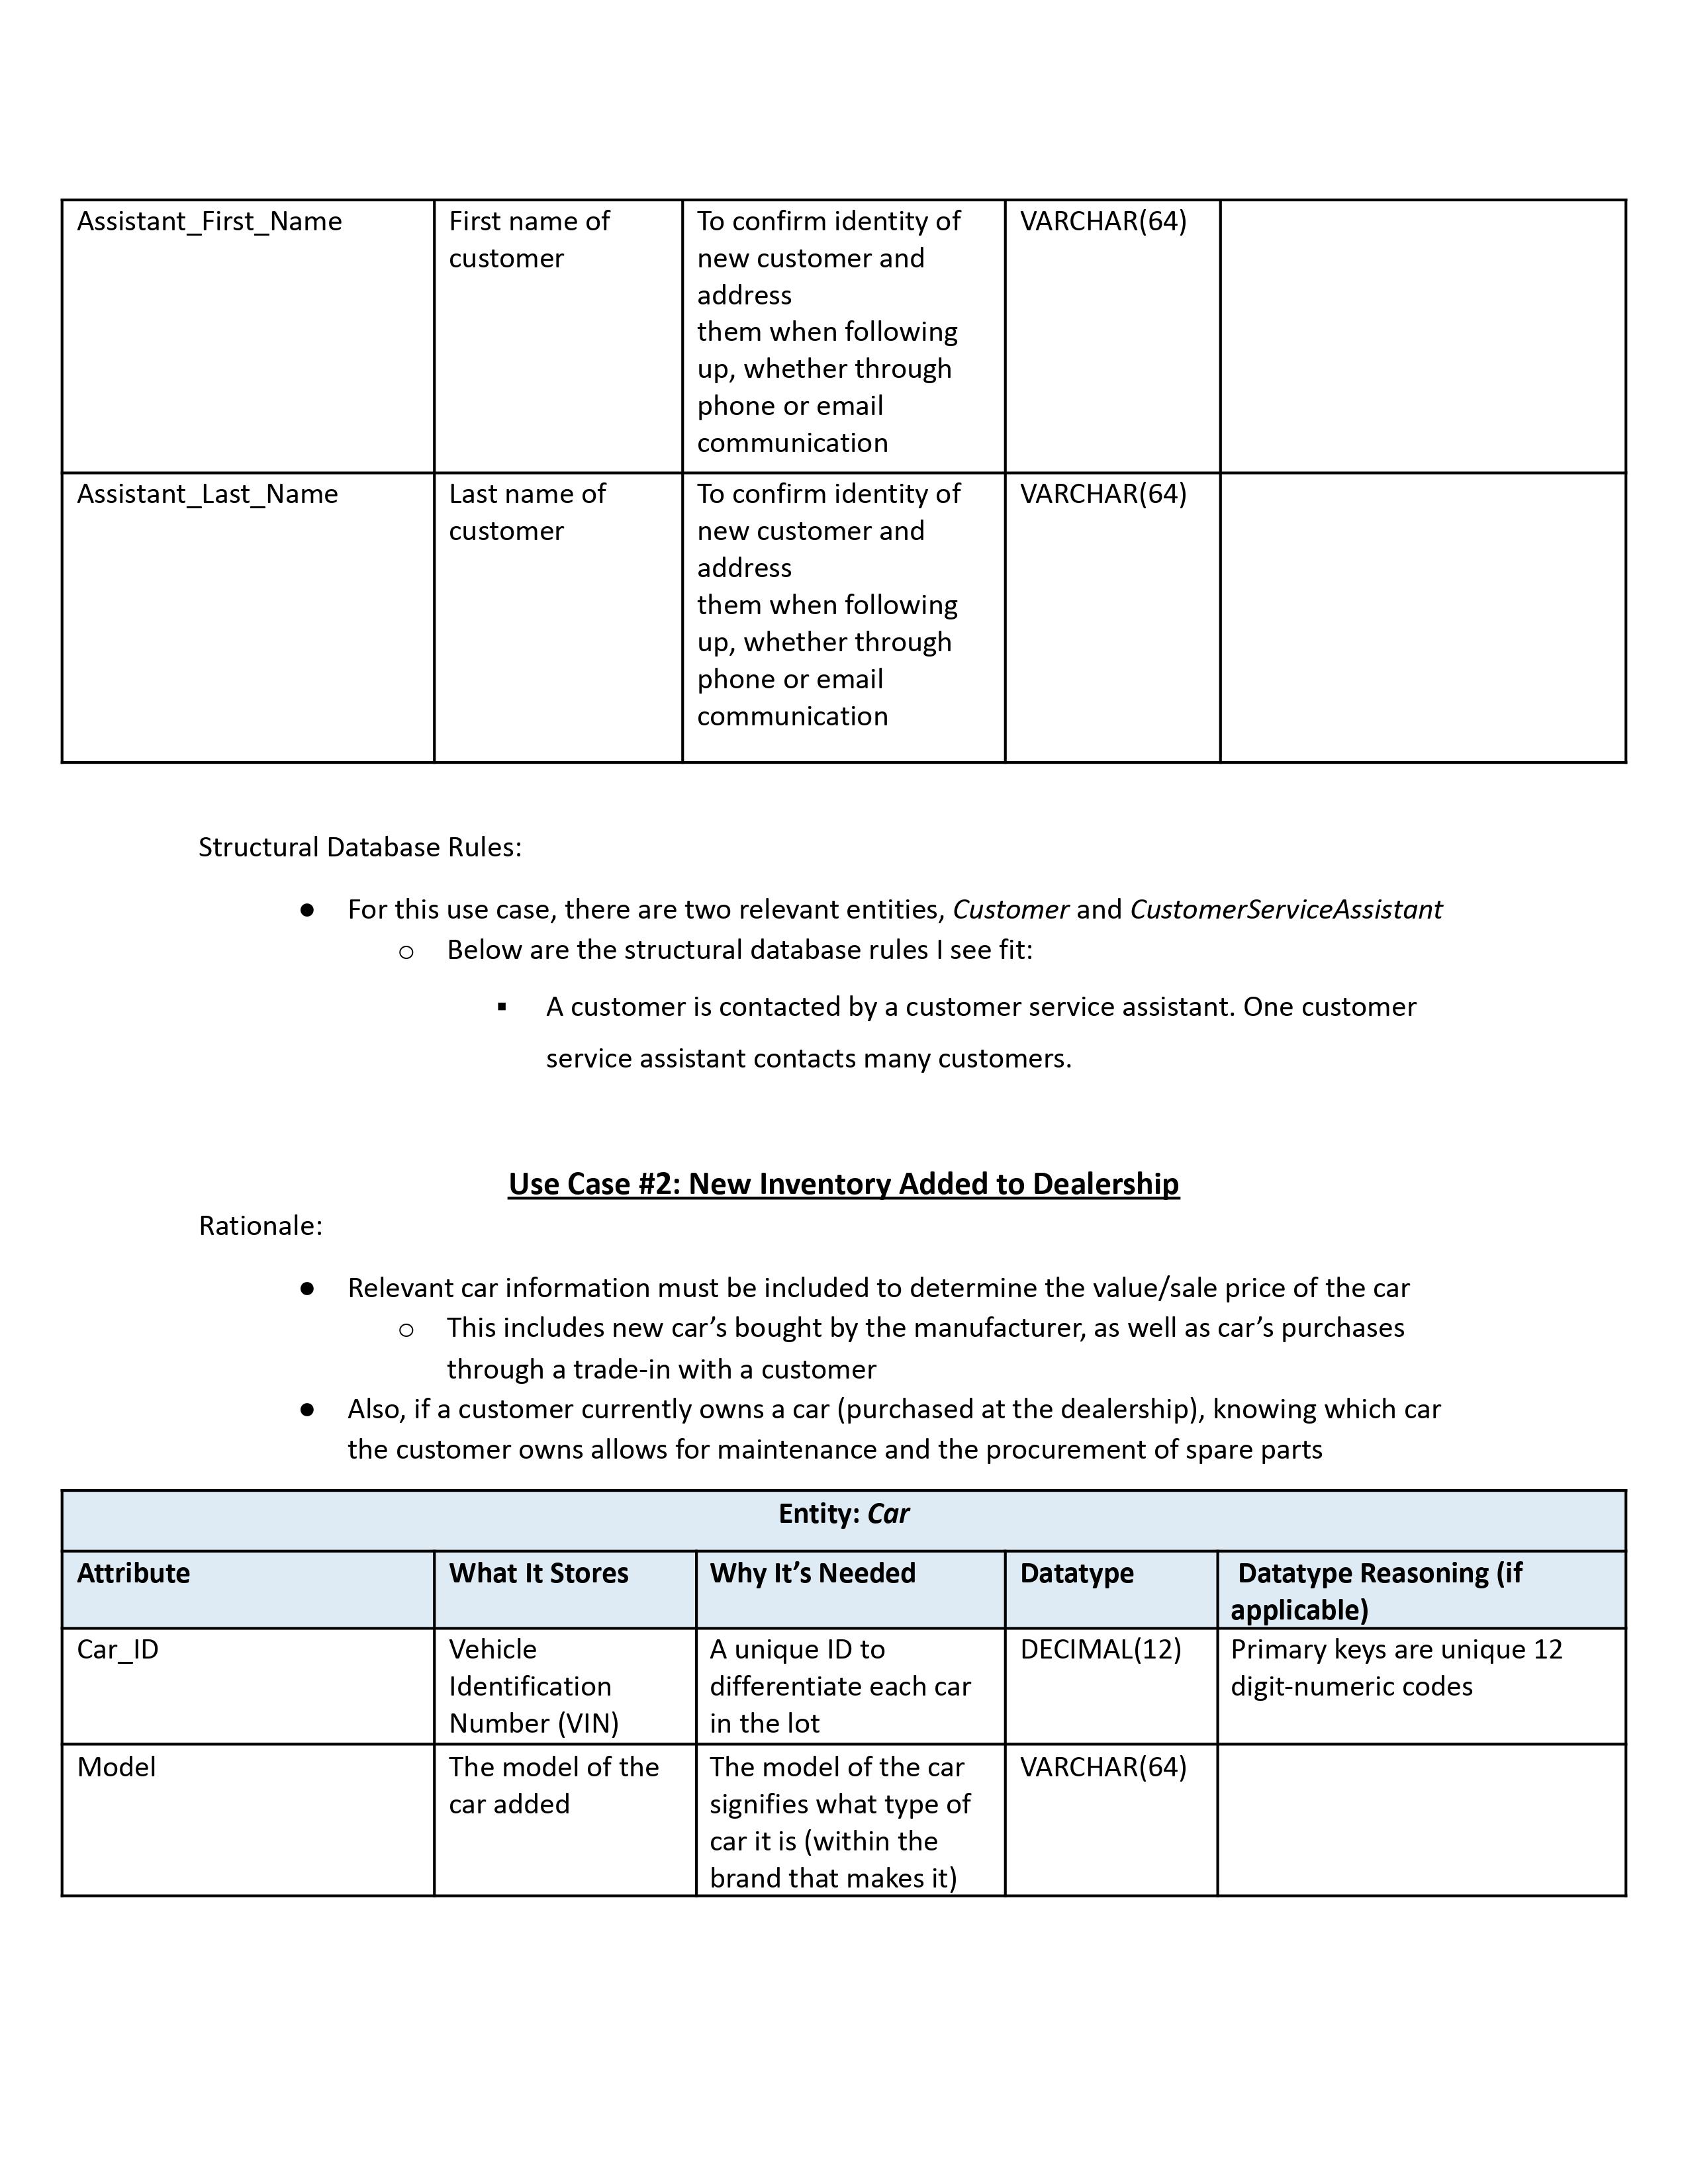 Assistant_First_Name
First name of
customer
To confirm identity of
new customer and
address
them when following
up, whether through
phone or email
communication
VARCHAR(64)
Assistant_Last_Name
Last name of
customer
To confirm identity of
new customer and
address
them when following
up, whether through
phone or email
communication
VARCHAR(64)
Structural Database Rules:
● For this use case, there are two relevant entities, Customer and CustomerServiceAssistant
o Below are the structural database rules I see fit:
▪ A customer is contacted by a customer service assistant. One customer
service assistant contacts many customers.
Use Case #2: New Inventory Added to Dealership
Rationale:
● Relevant car information must be included to determine the value/sale price of the car
o This includes new car’s bought by the manufacturer, as well as car’s purchases
through a trade-in with a customer
● Also, if a customer currently owns a car (purchased at the dealership), knowing which car
the customer owns allows for maintenance and the procurement of spare parts
Entity: Car
Attribute
What It Stores
Why It’s Needed
Datatype
Datatype Reasoning (if
applicable)
Car_ID
Vehicle
Identification
Number (VIN)
A unique ID to
differentiate each car
in the lot
DECIMAL(12)
Primary keys are unique 12
digit-numeric codes
Model
The model of the
car added
The model of the car
signifies what type of
car it is (within the
brand that makes it)
VARCHAR(64)